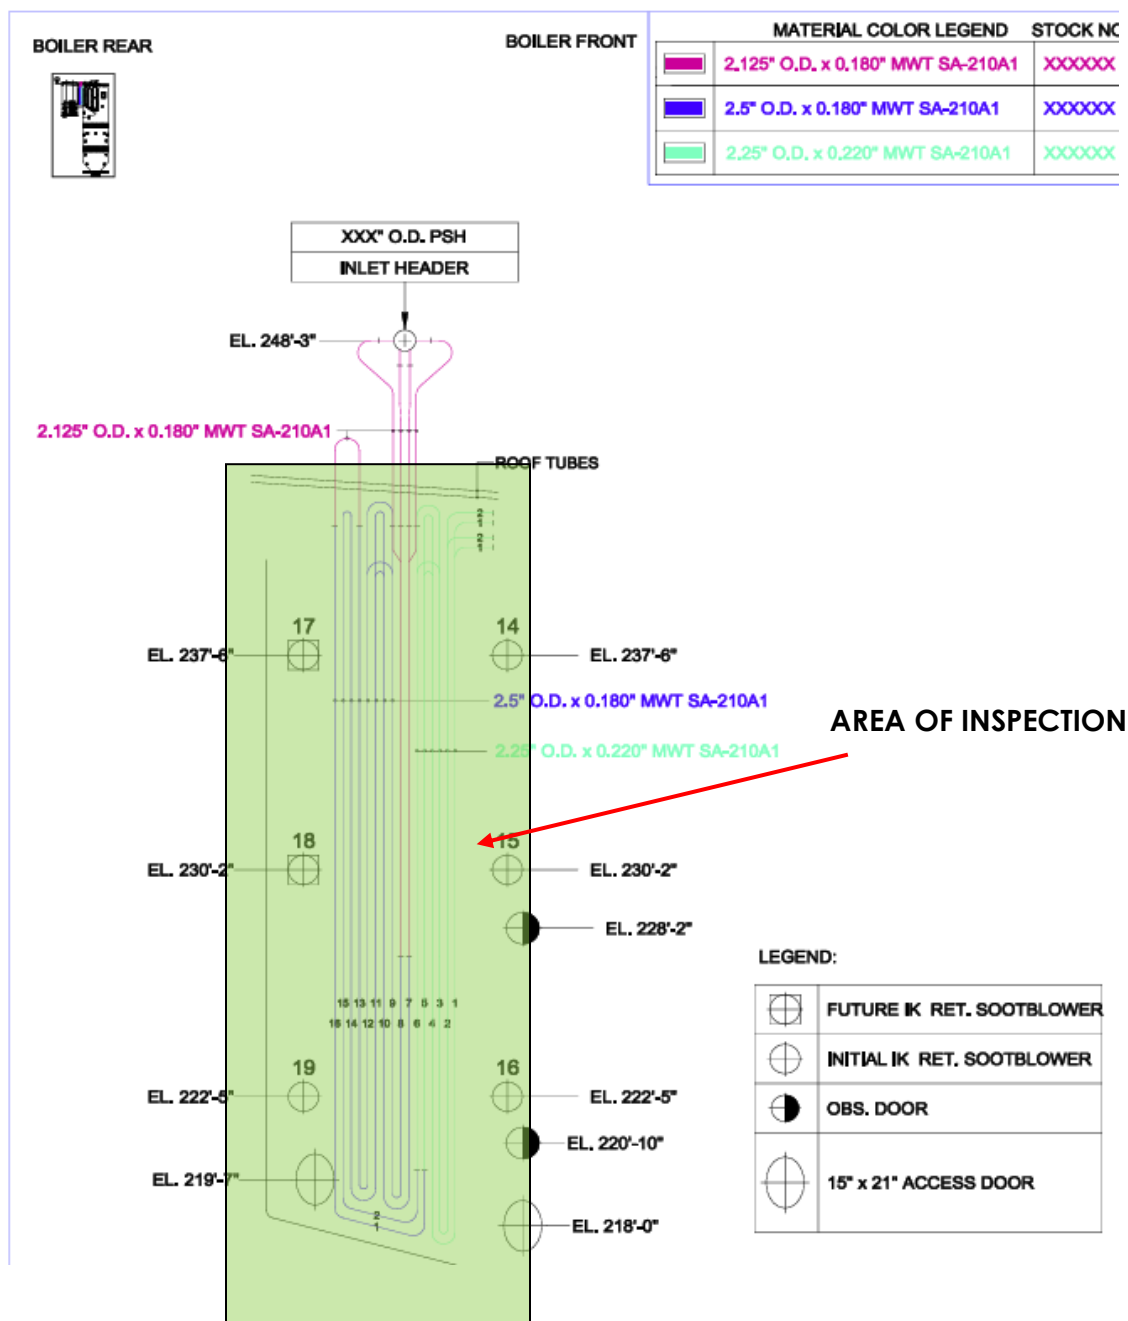 BOILER REAR
BOILER FRONT
MATERIAL COLOR LEGEND STOCK NO
2.125" O.D. x 0.180" MWT SA-210A1 XXXXXX
2.5" O.D. x 0.180" MWT SA-210A1 XXXXXX
2.25" O.D. x 0.220" MWT SA-210A1 XXXXXX
XXX" O.D. PSH
INLET HEADER
EL. 248'-3"
2.125" O.D. x 0.180" MWT SA-210A1
ROOF TUBES
17
14
EL. 237'-6"
EL. 237'-6"
2.5" O.D. x 0.180" MWT SA-210A1
AREA OF INSPECTION
2.25" O.D. x 0.220" MWT SA-210A1
18
15
EL. 230'-2"
EL. 230'-2"
EL. 228'-2"
LEGEND:
FUTURE IK RET. SOOTBLOWER
INITIAL IK RET. SOOTBLOWER
OBS. DOOR
15" x 21" ACCESS DOOR
15 13 11 9 7 5 3 1
16 14 12 10 8 6 4 2
19
16
EL. 222'-5"
EL. 222'-5"
EL. 220'-10"
EL. 219'-7"
2
1
EL. 218'-0"